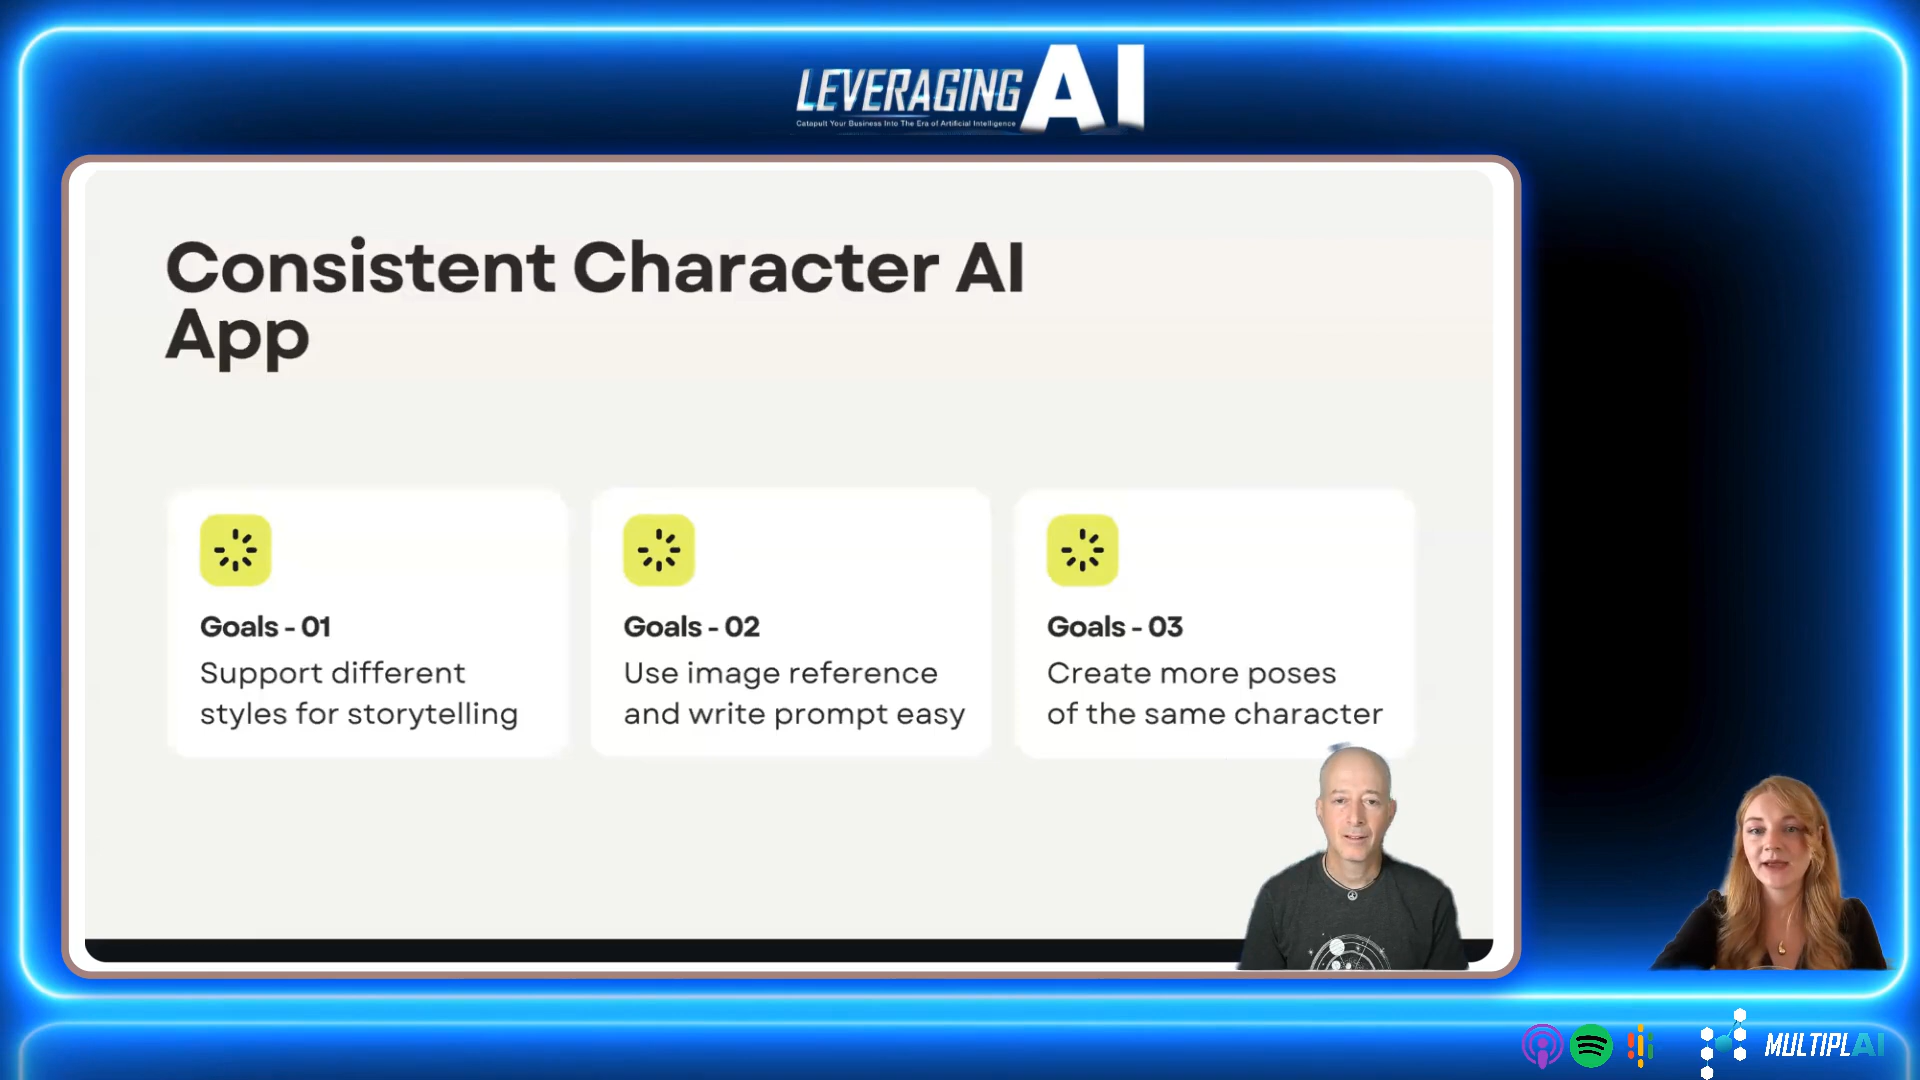 LEVERAGING AI
Catapult Your Business Into The Era of Artificial Intelligence
Consistent Character AI
App
Goals - 01
Support different
styles for storytelling
Goals - 02
Use image reference
and write prompt easy
Goals - 03
Create more poses
of the same character
MULTIPLAI